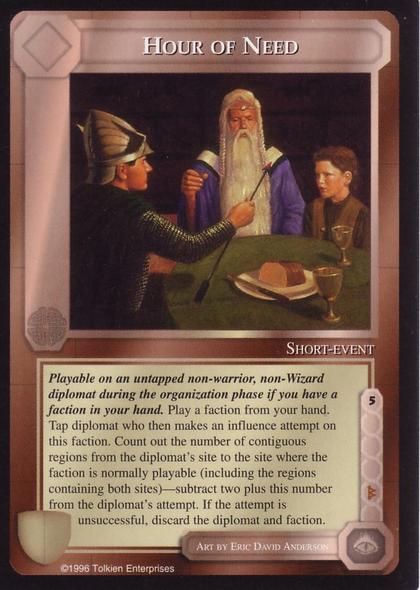 HOUR OF NEED
SHORT-EVENT
Playable on an untapped non-warrior, non-Wizard
diplomat during the organization phase if you have a
faction in your hand. Play a faction from your hand.
Tap diplomat who then makes an influence attempt on
this faction. Count out the number of contiguous
regions from the diplomat's site to the site where the
faction is normally playable (including the regions
containing both sites)—subtract two plus this number
from the diplomat's attempt. If the attempt is
unsuccessful, discard the diplomat and faction.
5
W
ART BY ERIC DAVID ANDERSON
©1996 Tolkien Enterprises